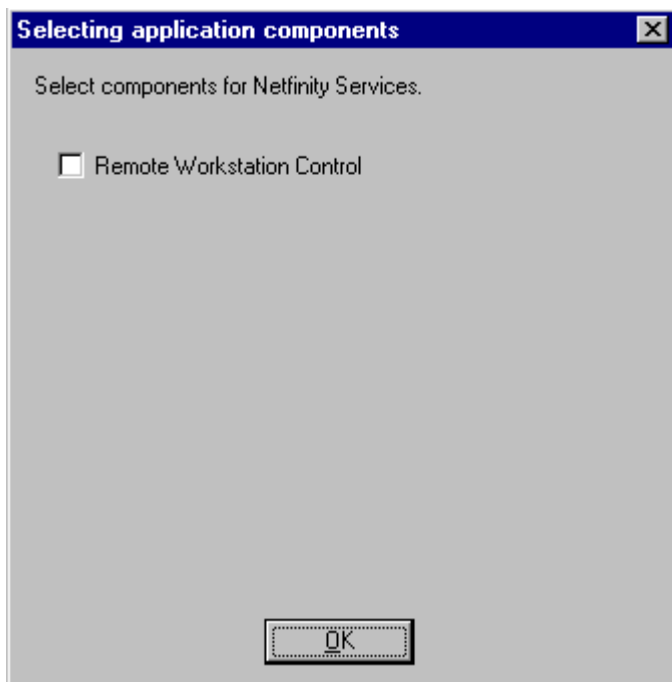 Selecting application components
Select components for Netfinity Services.
Remote Workstation Control
OK